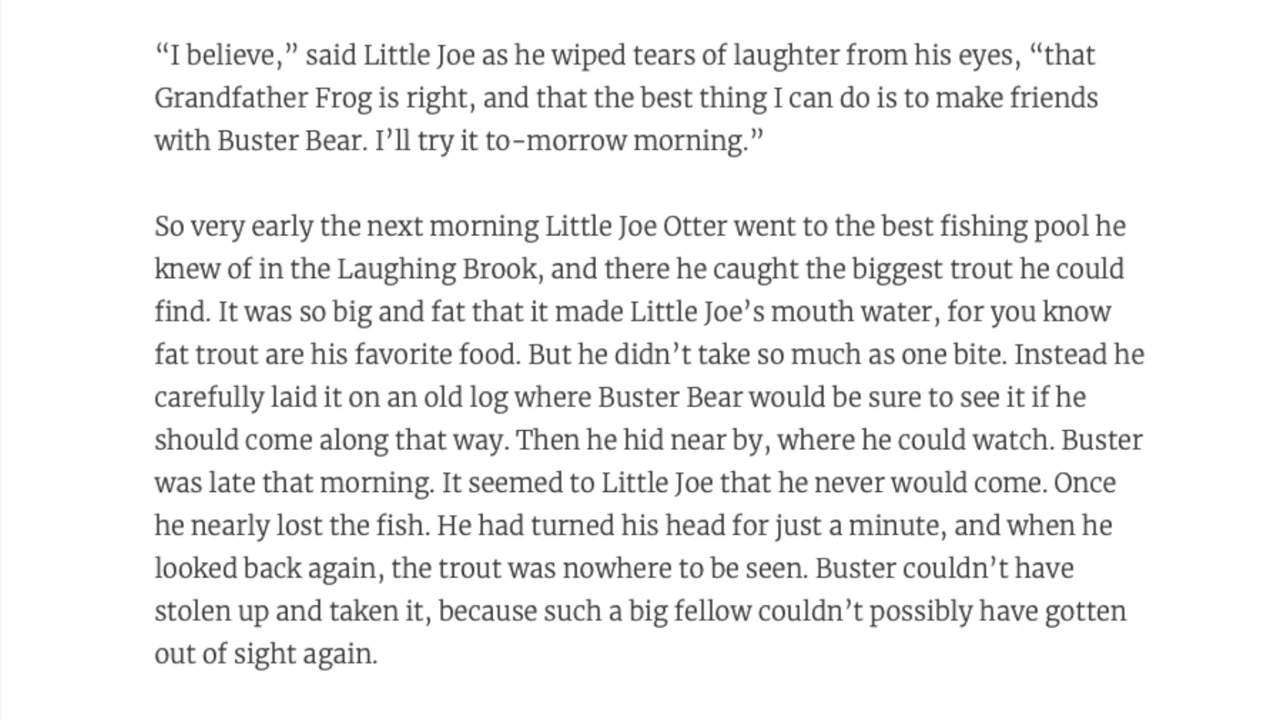 “I believe,” said Little Joe as he wiped tears of laughter from his eyes, “that
Grandfather Frog is right, and that the best thing I can do is to make friends
with Buster Bear. I’ll try it to-morrow morning.”
So very early the next morning Little Joe Otter went to the best fishing pool he
knew of in the Laughing Brook, and there he caught the biggest trout he could
find. It was so big and fat that it made Little Joe’s mouth water, for you know
fat trout are his favorite food. But he didn’t take so much as one bite. Instead he
carefully laid it on an old log where Buster Bear would be sure to see it if he
should come along that way. Then he hid near by, where he could watch. Buster
was late that morning. It seemed to Little Joe that he never would come. Once
he nearly lost the fish. He had turned his head for just a minute, and when he
looked back again, the trout was nowhere to be seen. Buster couldn’t have
stolen up and taken it, because such a big fellow couldn’t possibly have gotten
out of sight again.